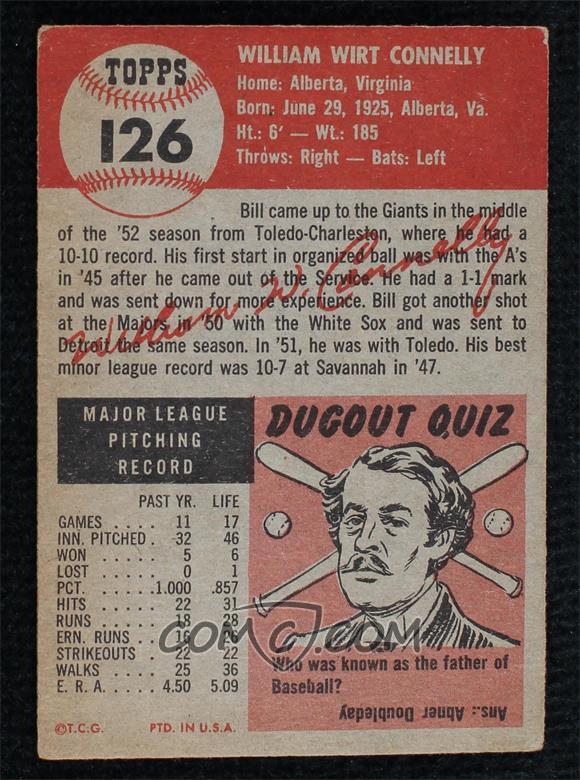 TOPPS
126
WILLIAM WIRT CONNELLY
Home: Alberta, Virginia
Born: June 29, 1925, Alberta, Va.
Ht.: 6' — Wt.: 185
Throws: Right — Bats: Left
Bill came up to the Giants in the middle
of the '52 season from Toledo-Charleston, where he had a
10-10 record. His first start in organized ball was with the A's
in '45 after he came out of the Service. He had a 1-1 mark
and was sent down for more experience. Bill got another shot
at the Majors in '50 with the White Sox and was sent to
Detroit the same season. In '51, he was with Toledo. His best
minor league record was 10-7 at Savannah in '47.
William W. Connelly
MAJOR LEAGUE
PITCHING
RECORD
PAST YR. LIFE
GAMES . . . . 11 17
INN. PITCHED . 32 46
WON . . . . . 5 6
LOST . . . . . 0 1
PCT. . . . . .1.000 .857
HITS . . . . . 22 31
RUNS . . . . 18 28
ERN. RUNS . . 16 26
STRIKEOUTS . . 22 22
WALKS . . . . 25 36
E. R. A. . . . . 4.50 5.09
©T.C.G. PTD. IN U.S.A.
DUGOUT QUIZ
Who was known as the father of
Baseball?
Ans.: Abner Doubleday
COMC.COM